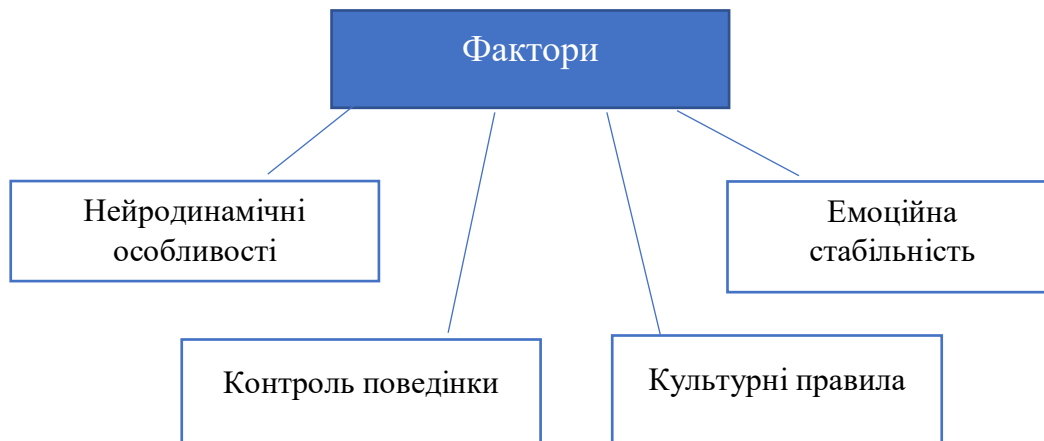 Фактори
Нейродинамічні
особливості
Емоційна
стабільність
Контроль поведінки
Культурні правила